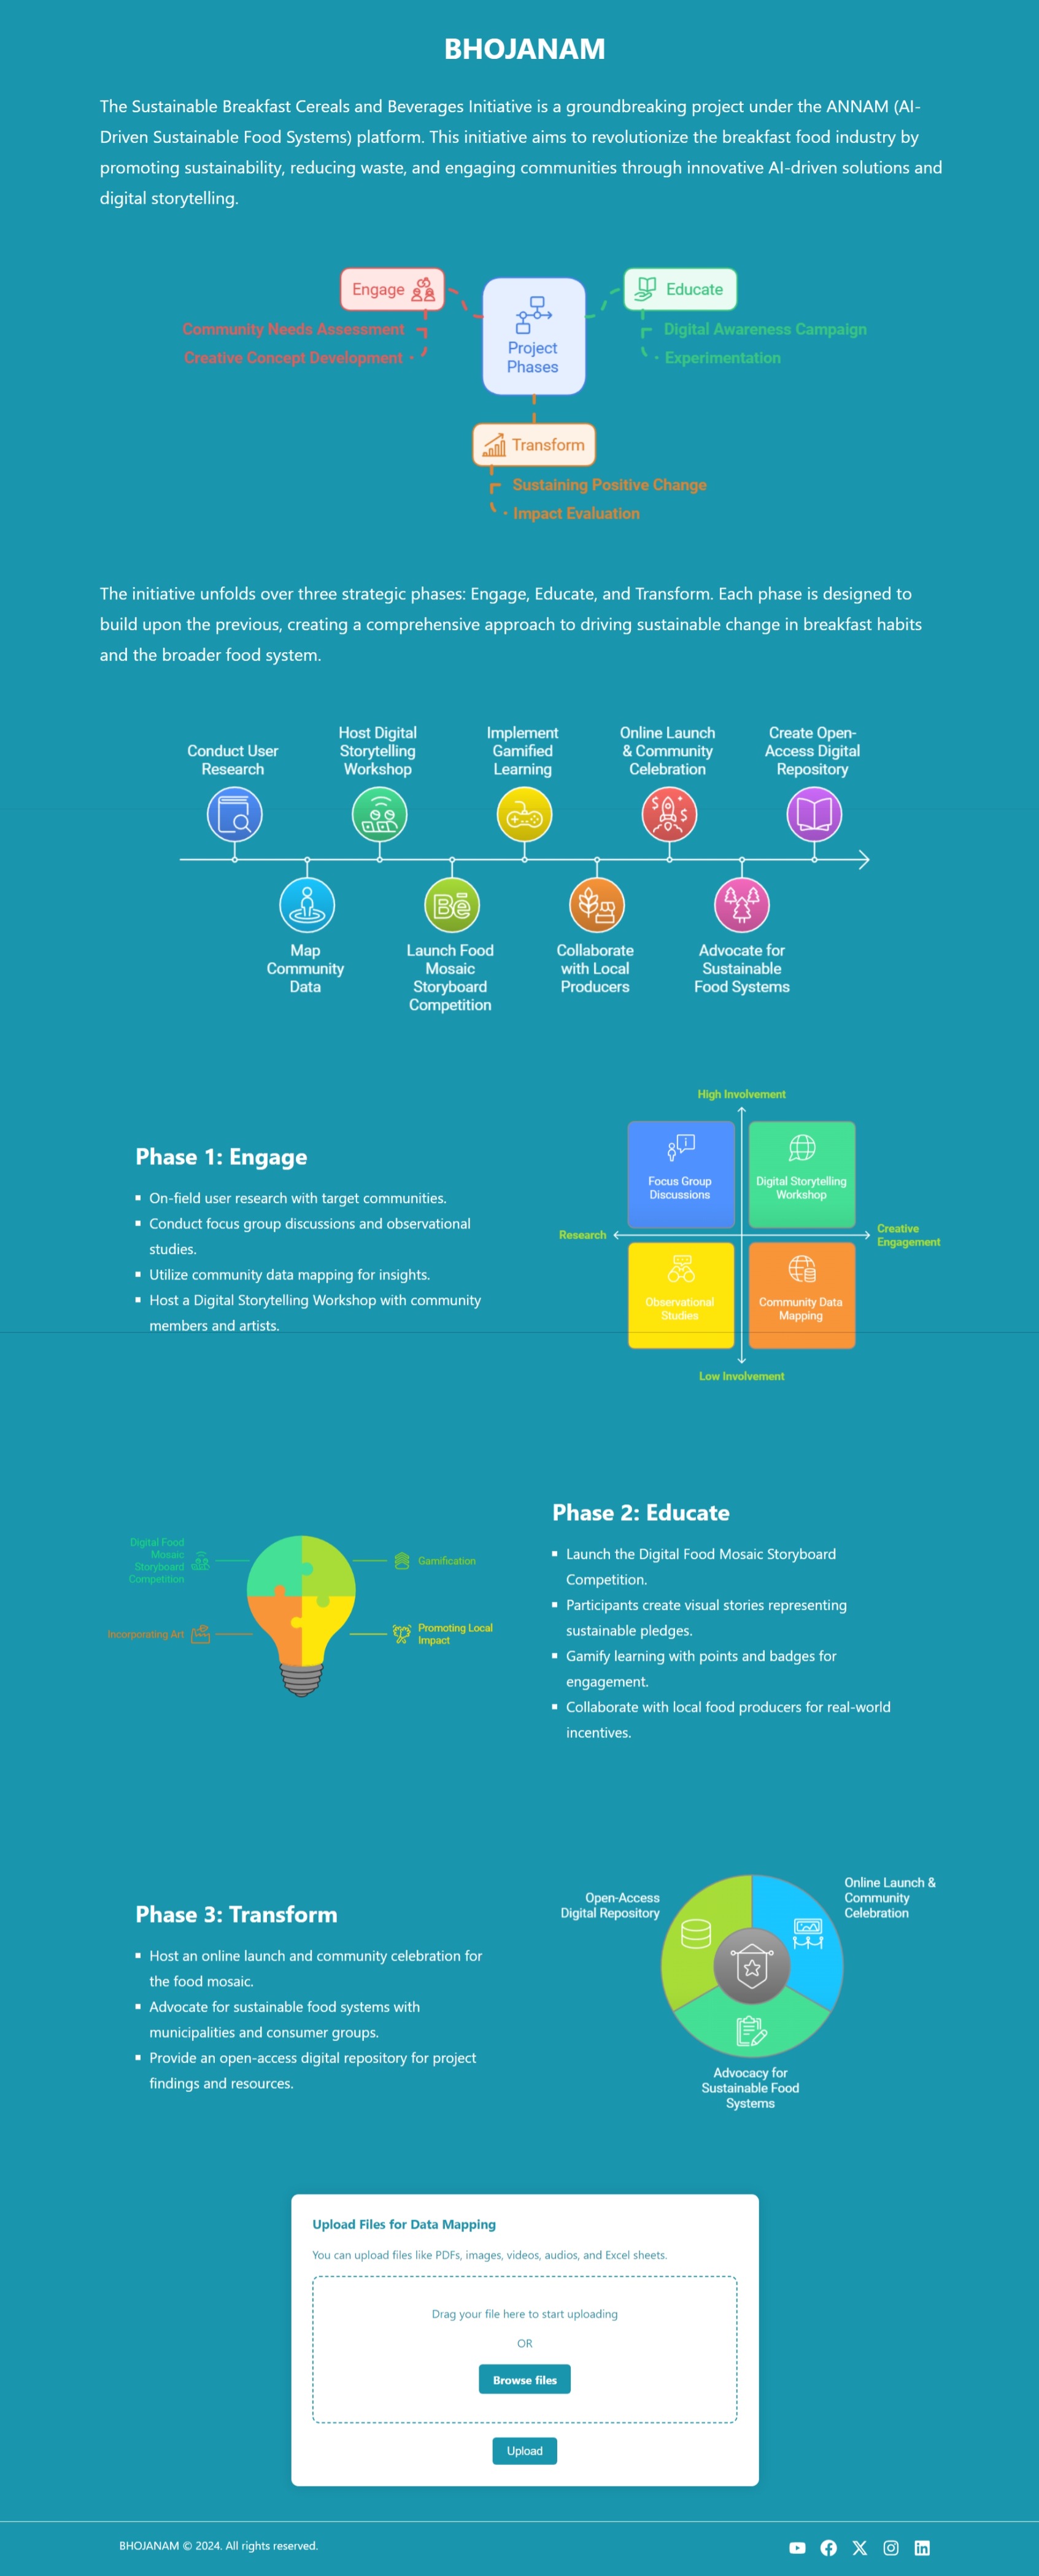 BHOJANAM
The Sustainable Breakfast Cereals and Beverages Initiative is a groundbreaking project under the ANNAM (AI-
Driven Sustainable Food Systems) platform. This initiative aims to revolutionize the breakfast food industry by
promoting sustainability, reducing waste, and engaging communities through innovative AI-driven solutions and
digital storytelling.
Engage
Community Needs Assessment
Creative Concept Development
Project
Phases
Educate
Digital Awareness Campaign
Experimentation
Transform
Sustaining Positive Change
Impact Evaluation
The initiative unfolds over three strategic phases: Engage, Educate, and Transform. Each phase is designed to
build upon the previous, creating a comprehensive approach to driving sustainable change in breakfast habits
and the broader food system.
Conduct User
Research
Host Digital
Storytelling
Workshop
Implement
Gamified
Learning
Online Launch
& Community
Celebration
Create Open-
Access Digital
Repository
Bē
Map
Community
Data
Launch Food
Mosaic
Storyboard
Competition
Collaborate
with Local
Producers
Advocate for
Sustainable
Food Systems
Phase 1: Engage
▪ On-field user research with target communities.
▪ Conduct focus group discussions and observational
studies.
▪ Utilize community data mapping for insights.
▪ Host a Digital Storytelling Workshop with community
members and artists.
High Involvement
Focus Group
Discussions
Digital Storytelling
Workshop
Research
Creative
Engagement
Observational
Studies
Community Data
Mapping
Low Involvement
Digital Food
Mosaic
Storyboard
Competition
Gamification
Incorporating Art
Promoting Local
Impact
Phase 2: Educate
▪ Launch the Digital Food Mosaic Storyboard
Competition.
▪ Participants create visual stories representing
sustainable pledges.
▪ Gamify learning with points and badges for
engagement.
▪ Collaborate with local food producers for real-world
incentives.
Phase 3: Transform
▪ Host an online launch and community celebration for
the food mosaic.
▪ Advocate for sustainable food systems with
municipalities and consumer groups.
▪ Provide an open-access digital repository for project
findings and resources.
Open-Access
Digital Repository
Online Launch &
Community
Celebration
Advocacy for
Sustainable Food
Systems
Upload Files for Data Mapping
You can upload files like PDFs, images, videos, audios, and Excel sheets.
Drag your file here to start uploading
OR
Browse files
Upload
BHOJANAM © 2024. All rights reserved.